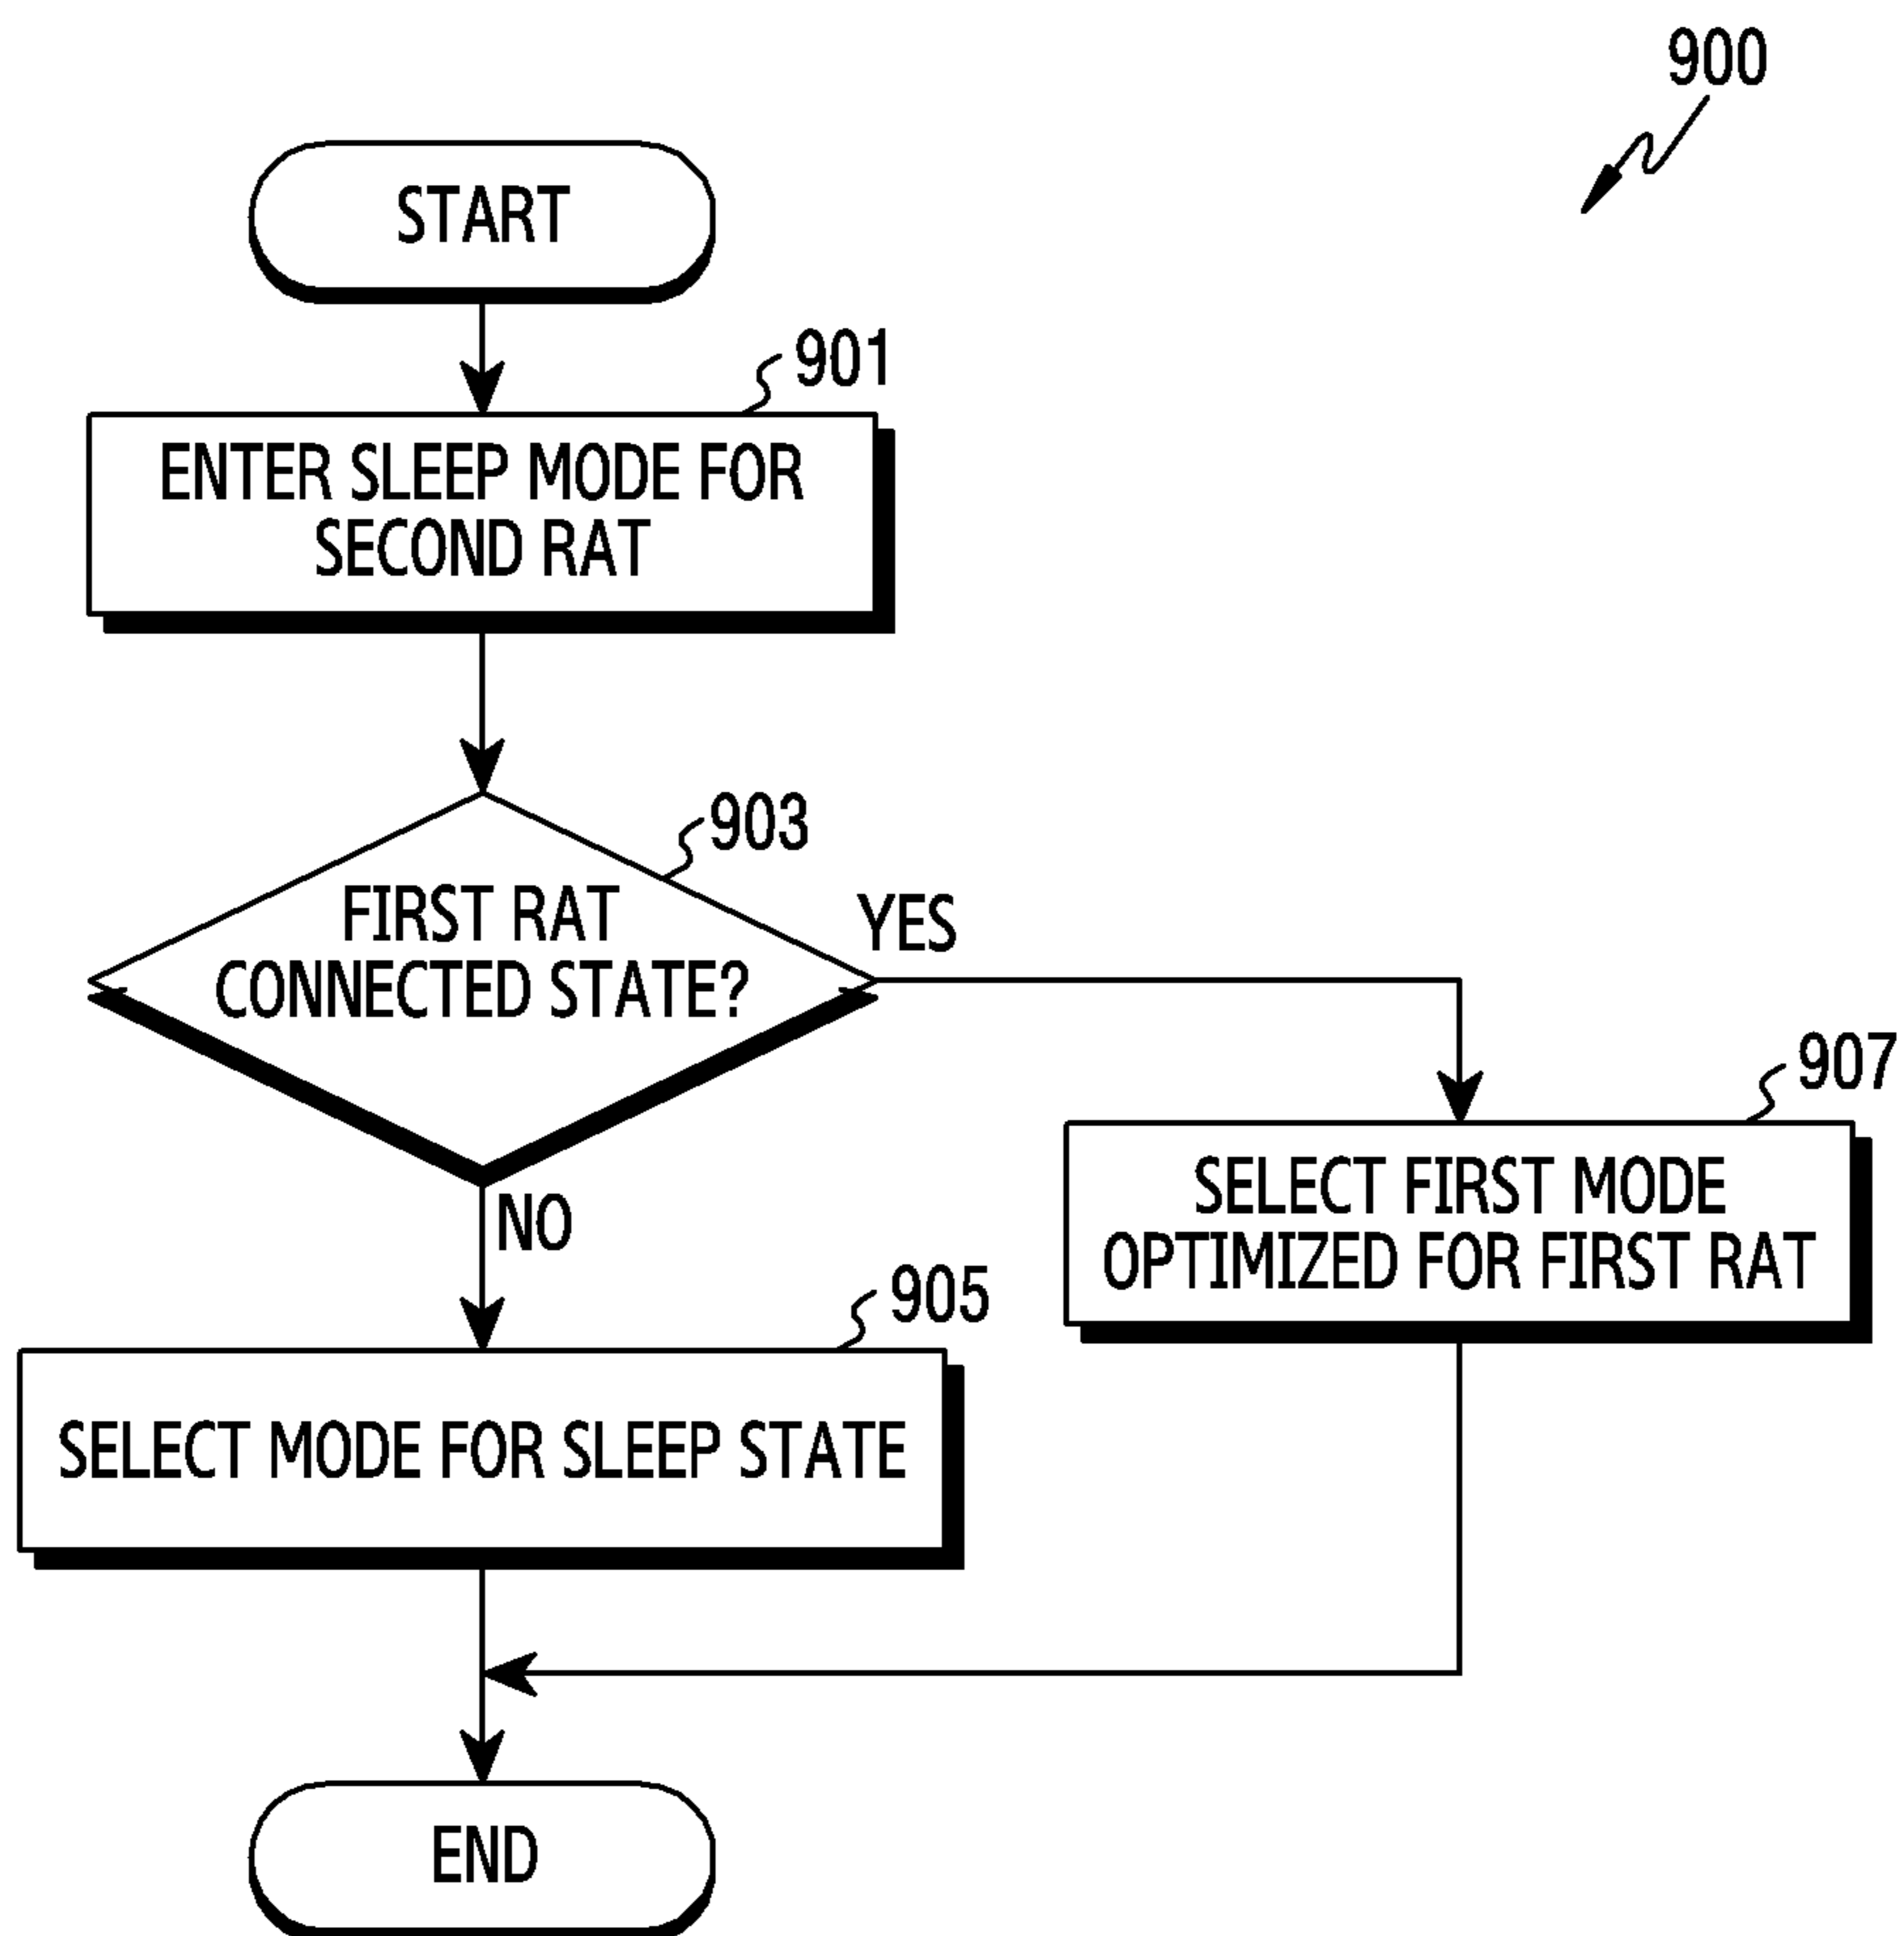 900
START
901
ENTER SLEEP MODE FOR
SECOND RAT
903
FIRST RAT
CONNECTED STATE?
YES
907
SELECT FIRST MODE
OPTIMIZED FOR FIRST RAT
NO
905
SELECT MODE FOR SLEEP STATE
END